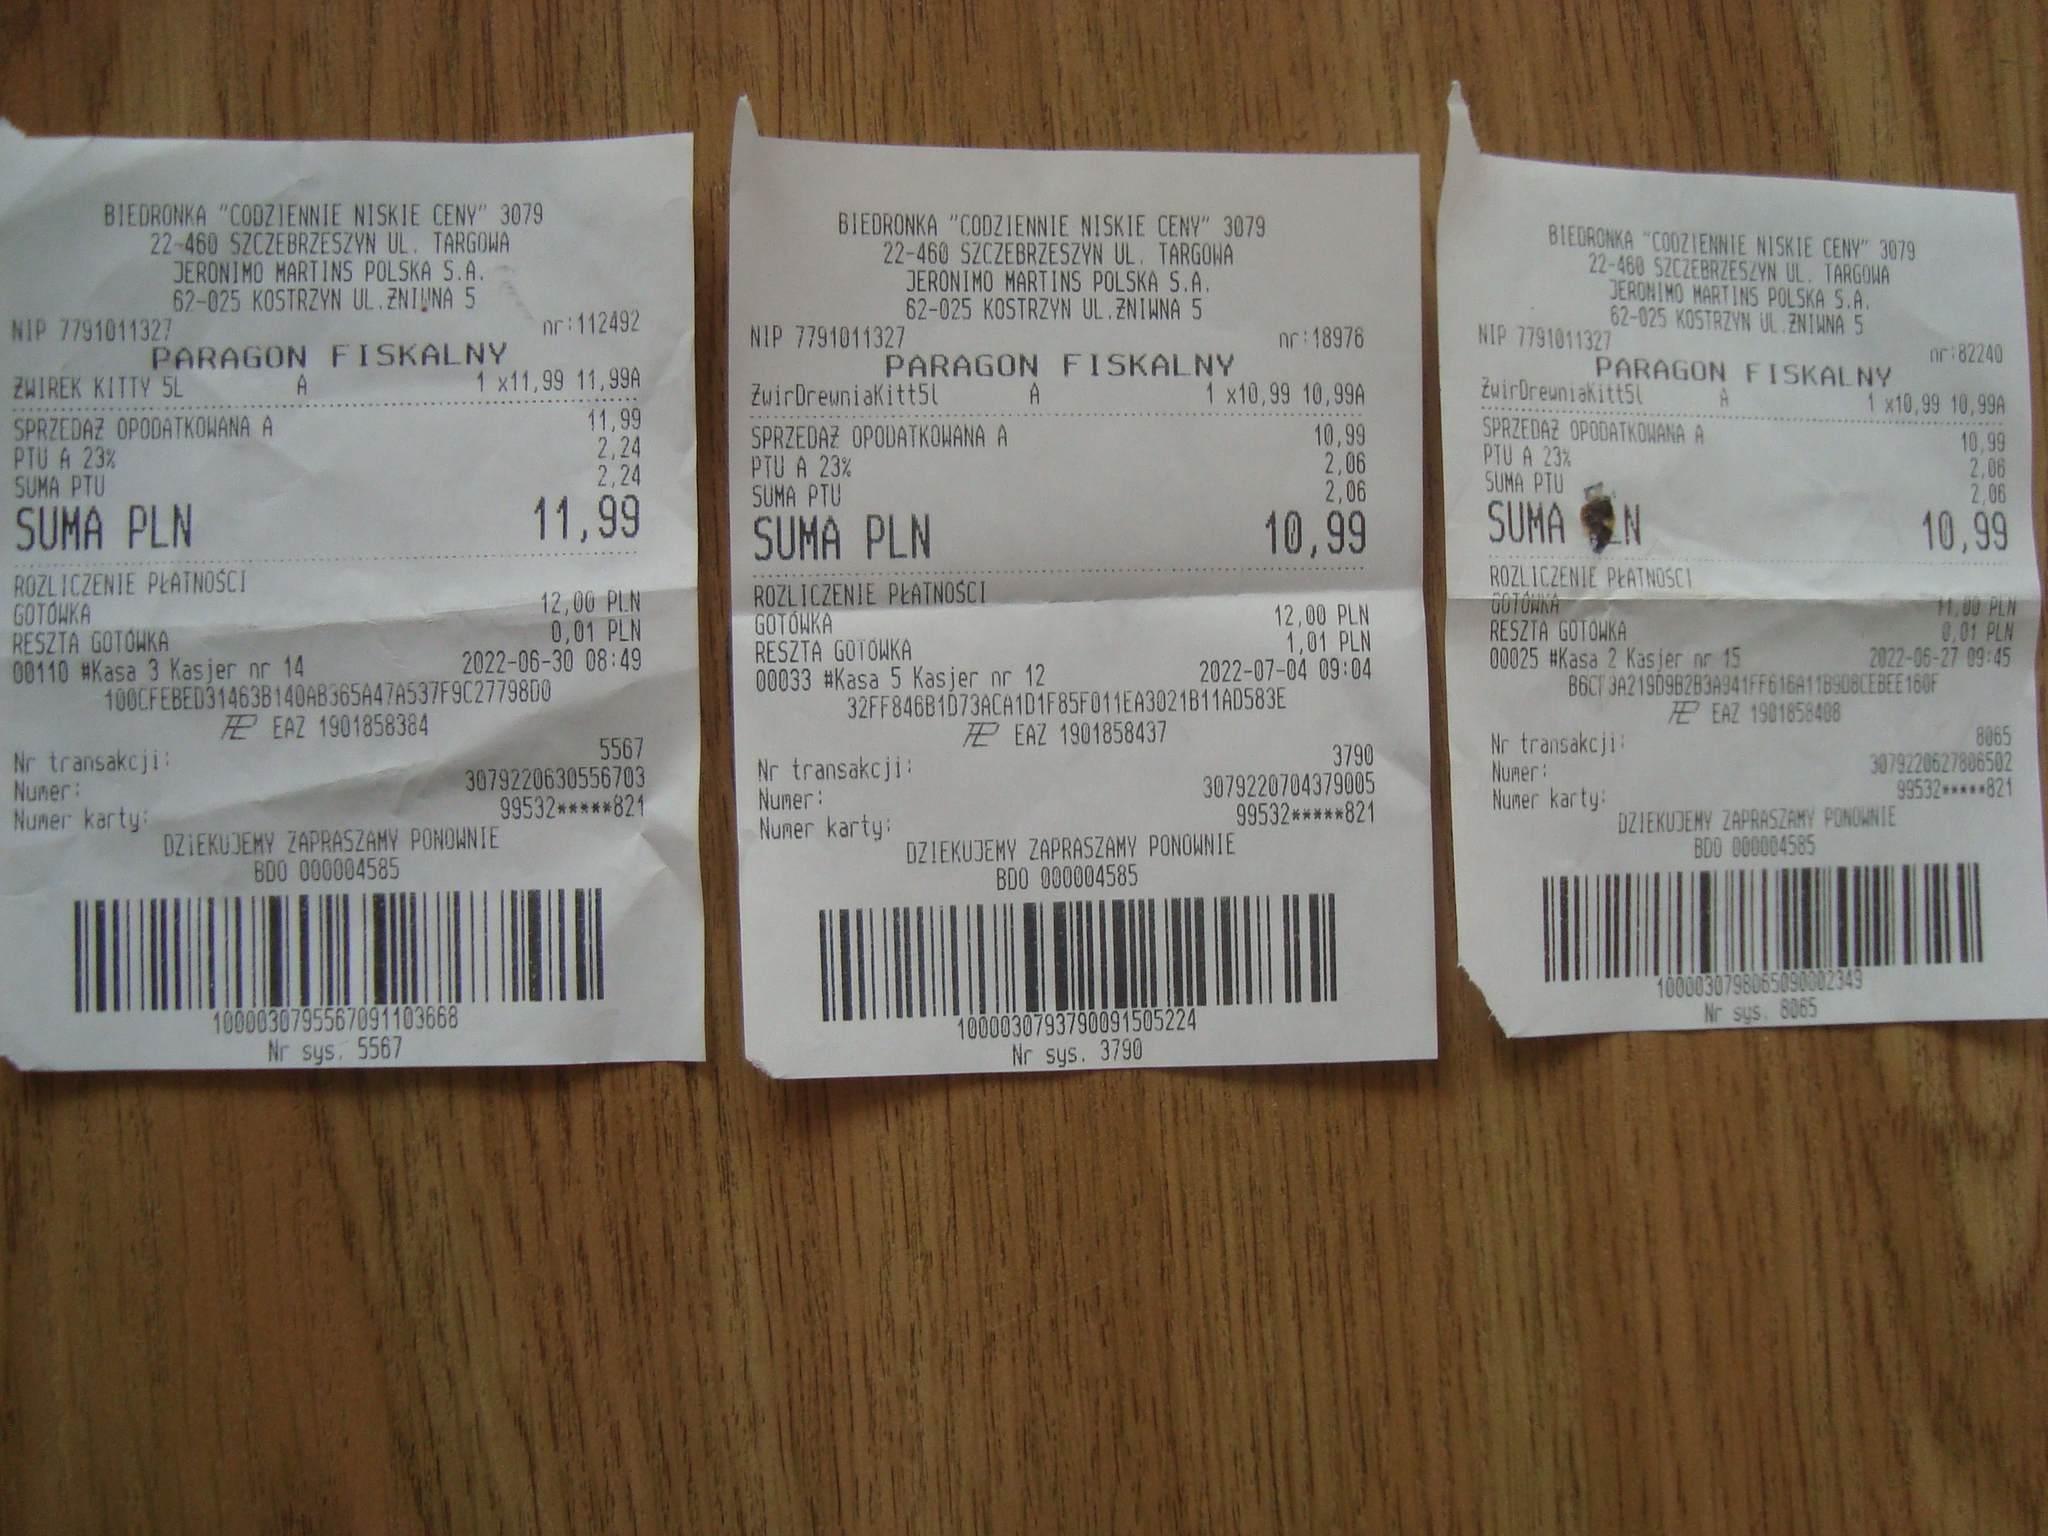 BIEDRONKA "CODZIENNIE NISKIE CENY" 3079
22-460 SZCZEBRZESZYN UL. TARGOWA
JERONIMO MARTINS POLSKA S.A.
62-025 KOSTRZYN UL.ŻNIWNA 5
NIP 7791011327 nr:112492
PARAGON FISKALNY
ŻWIREK KITTY 5L A 1 x11,99 11,99A
SPRZEDAŻ OPODATKOWANA A 11,99
PTU A 23% 2,24
SUMA PTU 2,24
SUMA PLN 11,99
ROZLICZENIE PŁATNOŚCI
GOTÓWKA 12,00 PLN
RESZTA GOTÓWKA 0,01 PLN
00110 #Kasa 3 Kasjer nr 14 2022-06-30 08:49
100CFEBED31463B140AB365A47A537F9C27798D0
EAZ 1901858384
Nr transakcji: 5567
Numer: 3079220630556703
Numer karty: 99532*****821
DZIEKUJEMY ZAPRASZAMY PONOWNIE
BDO 000004585
1000030795567091103668
Nr sys. 5567
BIEDRONKA "CODZIENNIE NISKIE CENY" 3079
22-460 SZCZEBRZESZYN UL. TARGOWA
JERONIMO MARTINS POLSKA S.A.
62-025 KOSTRZYN UL.ŻNIWNA 5
NIP 7791011327 nr:18976
PARAGON FISKALNY
ŻwirDrewniaKitt5l A 1 x10,99 10,99A
SPRZEDAŻ OPODATKOWANA A 10,99
PTU A 23% 2,06
SUMA PTU 2,06
SUMA PLN 10,99
ROZLICZENIE PŁATNOŚCI
GOTÓWKA 12,00 PLN
RESZTA GOTÓWKA 1,01 PLN
00033 #Kasa 5 Kasjer nr 12 2022-07-04 09:04
32FF846B1D73ACA1D1F85F011EA3021B11AD583E
EAZ 1901858437
Nr transakcji: 3790
Numer: 3079220704379005
Numer karty: 99532*****821
DZIEKUJEMY ZAPRASZAMY PONOWNIE
BDO 000004585
1000030793790091505224
Nr sys. 3790
BIEDRONKA "CODZIENNIE NISKIE CENY" 3079
22-460 SZCZEBRZESZYN UL. TARGOWA
JERONIMO MARTINS POLSKA S.A.
62-025 KOSTRZYN UL.ŻNIWNA 5
NIP 7791011327 nr:82240
PARAGON FISKALNY
ŻwirDrewniaKitt5l A 1 x10,99 10,99A
SPRZEDAŻ OPODATKOWANA A 10,99
PTU A 23% 2,06
SUMA PTU 2,06
SUMA PLN 10,99
ROZLICZENIE PŁATNOŚCI
GOTÓWKA 11,00 PLN
RESZTA GOTÓWKA 0,01 PLN
00025 #Kasa 2 Kasjer nr 15 2022-06-27 09:45
EAZ 1901858408
Nr transakcji: 8065
Numer: 3079220627806502
Numer karty: 99532*****821
DZIEKUJEMY ZAPRASZAMY PONOWNIE
BDO 000004585
1000030798065090002349
Nr sys. 8065